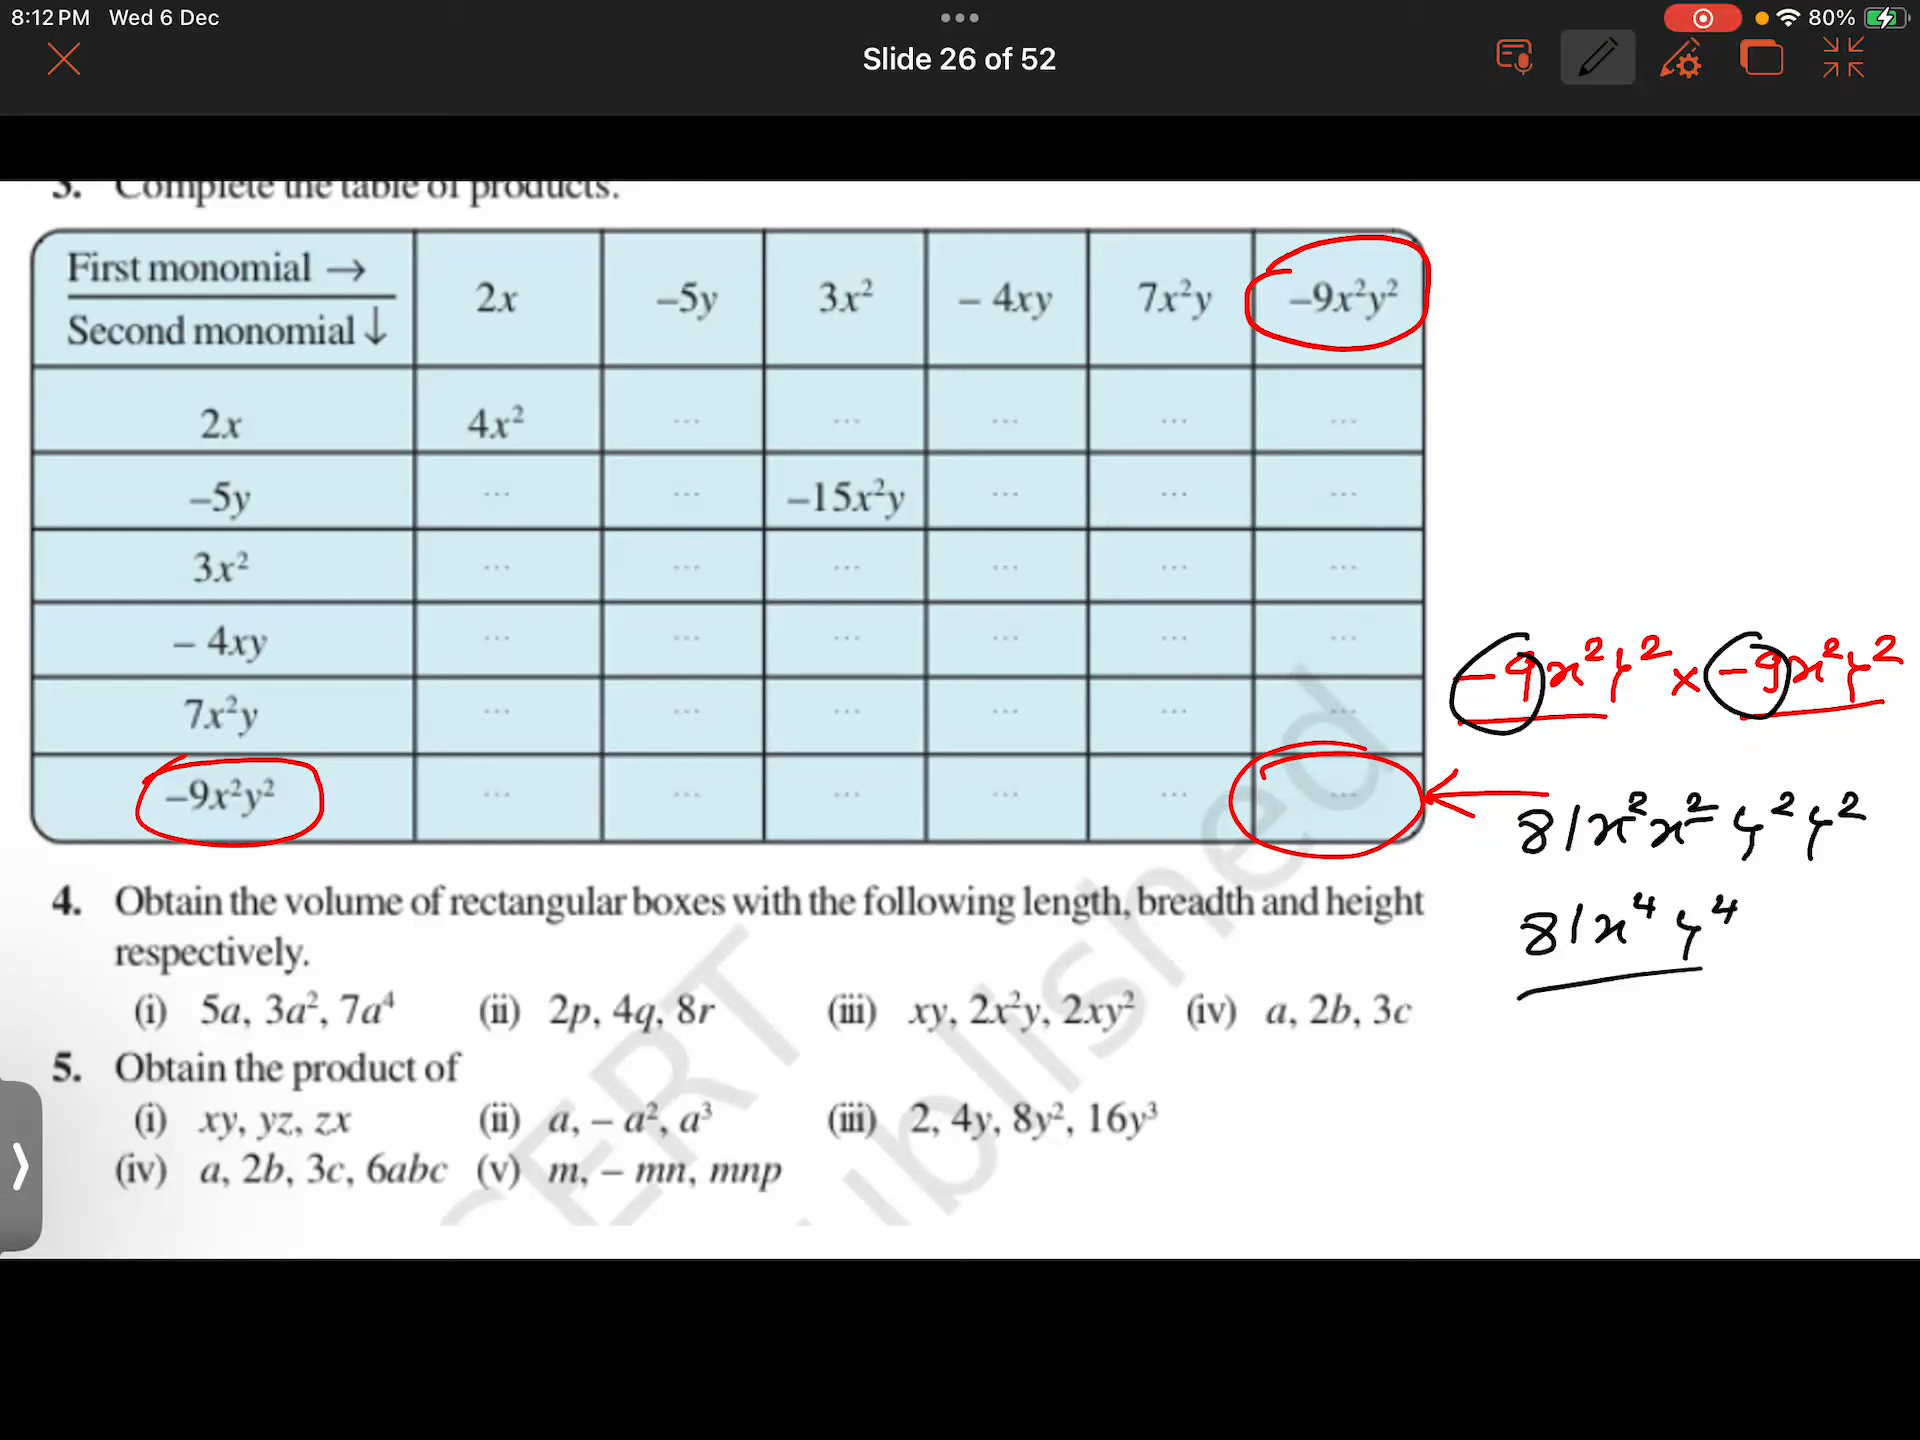 8:12 PM Wed 6 Dec
80%
Slide 26 of 52
3. Complete the table of products.
First monomial → 2x –5y 3x² – 4xy 7x²y –9x²y²
Second monomial ↓
2x 4x² ... ... ... ... ...
–5y ... ... –15x²y ... ... ...
3x² ... ... ... ... ... ...
– 4xy ... ... ... ... ... ...
7x²y ... ... ... ... ... ...
–9x²y² ... ... ... ... ... ...
-9x²y² × -9x²y²
81x²x² y²y²
81x⁴y⁴
4. Obtain the volume of rectangular boxes with the following length, breadth and height
respectively.
(i) 5a, 3a², 7a⁴ (ii) 2p, 4q, 8r (iii) xy, 2x²y, 2xy² (iv) a, 2b, 3c
5. Obtain the product of
(i) xy, yz, zx (ii) a, – a², a³ (iii) 2, 4y, 8y², 16y³
(iv) a, 2b, 3c, 6abc (v) m, – mn, mnp